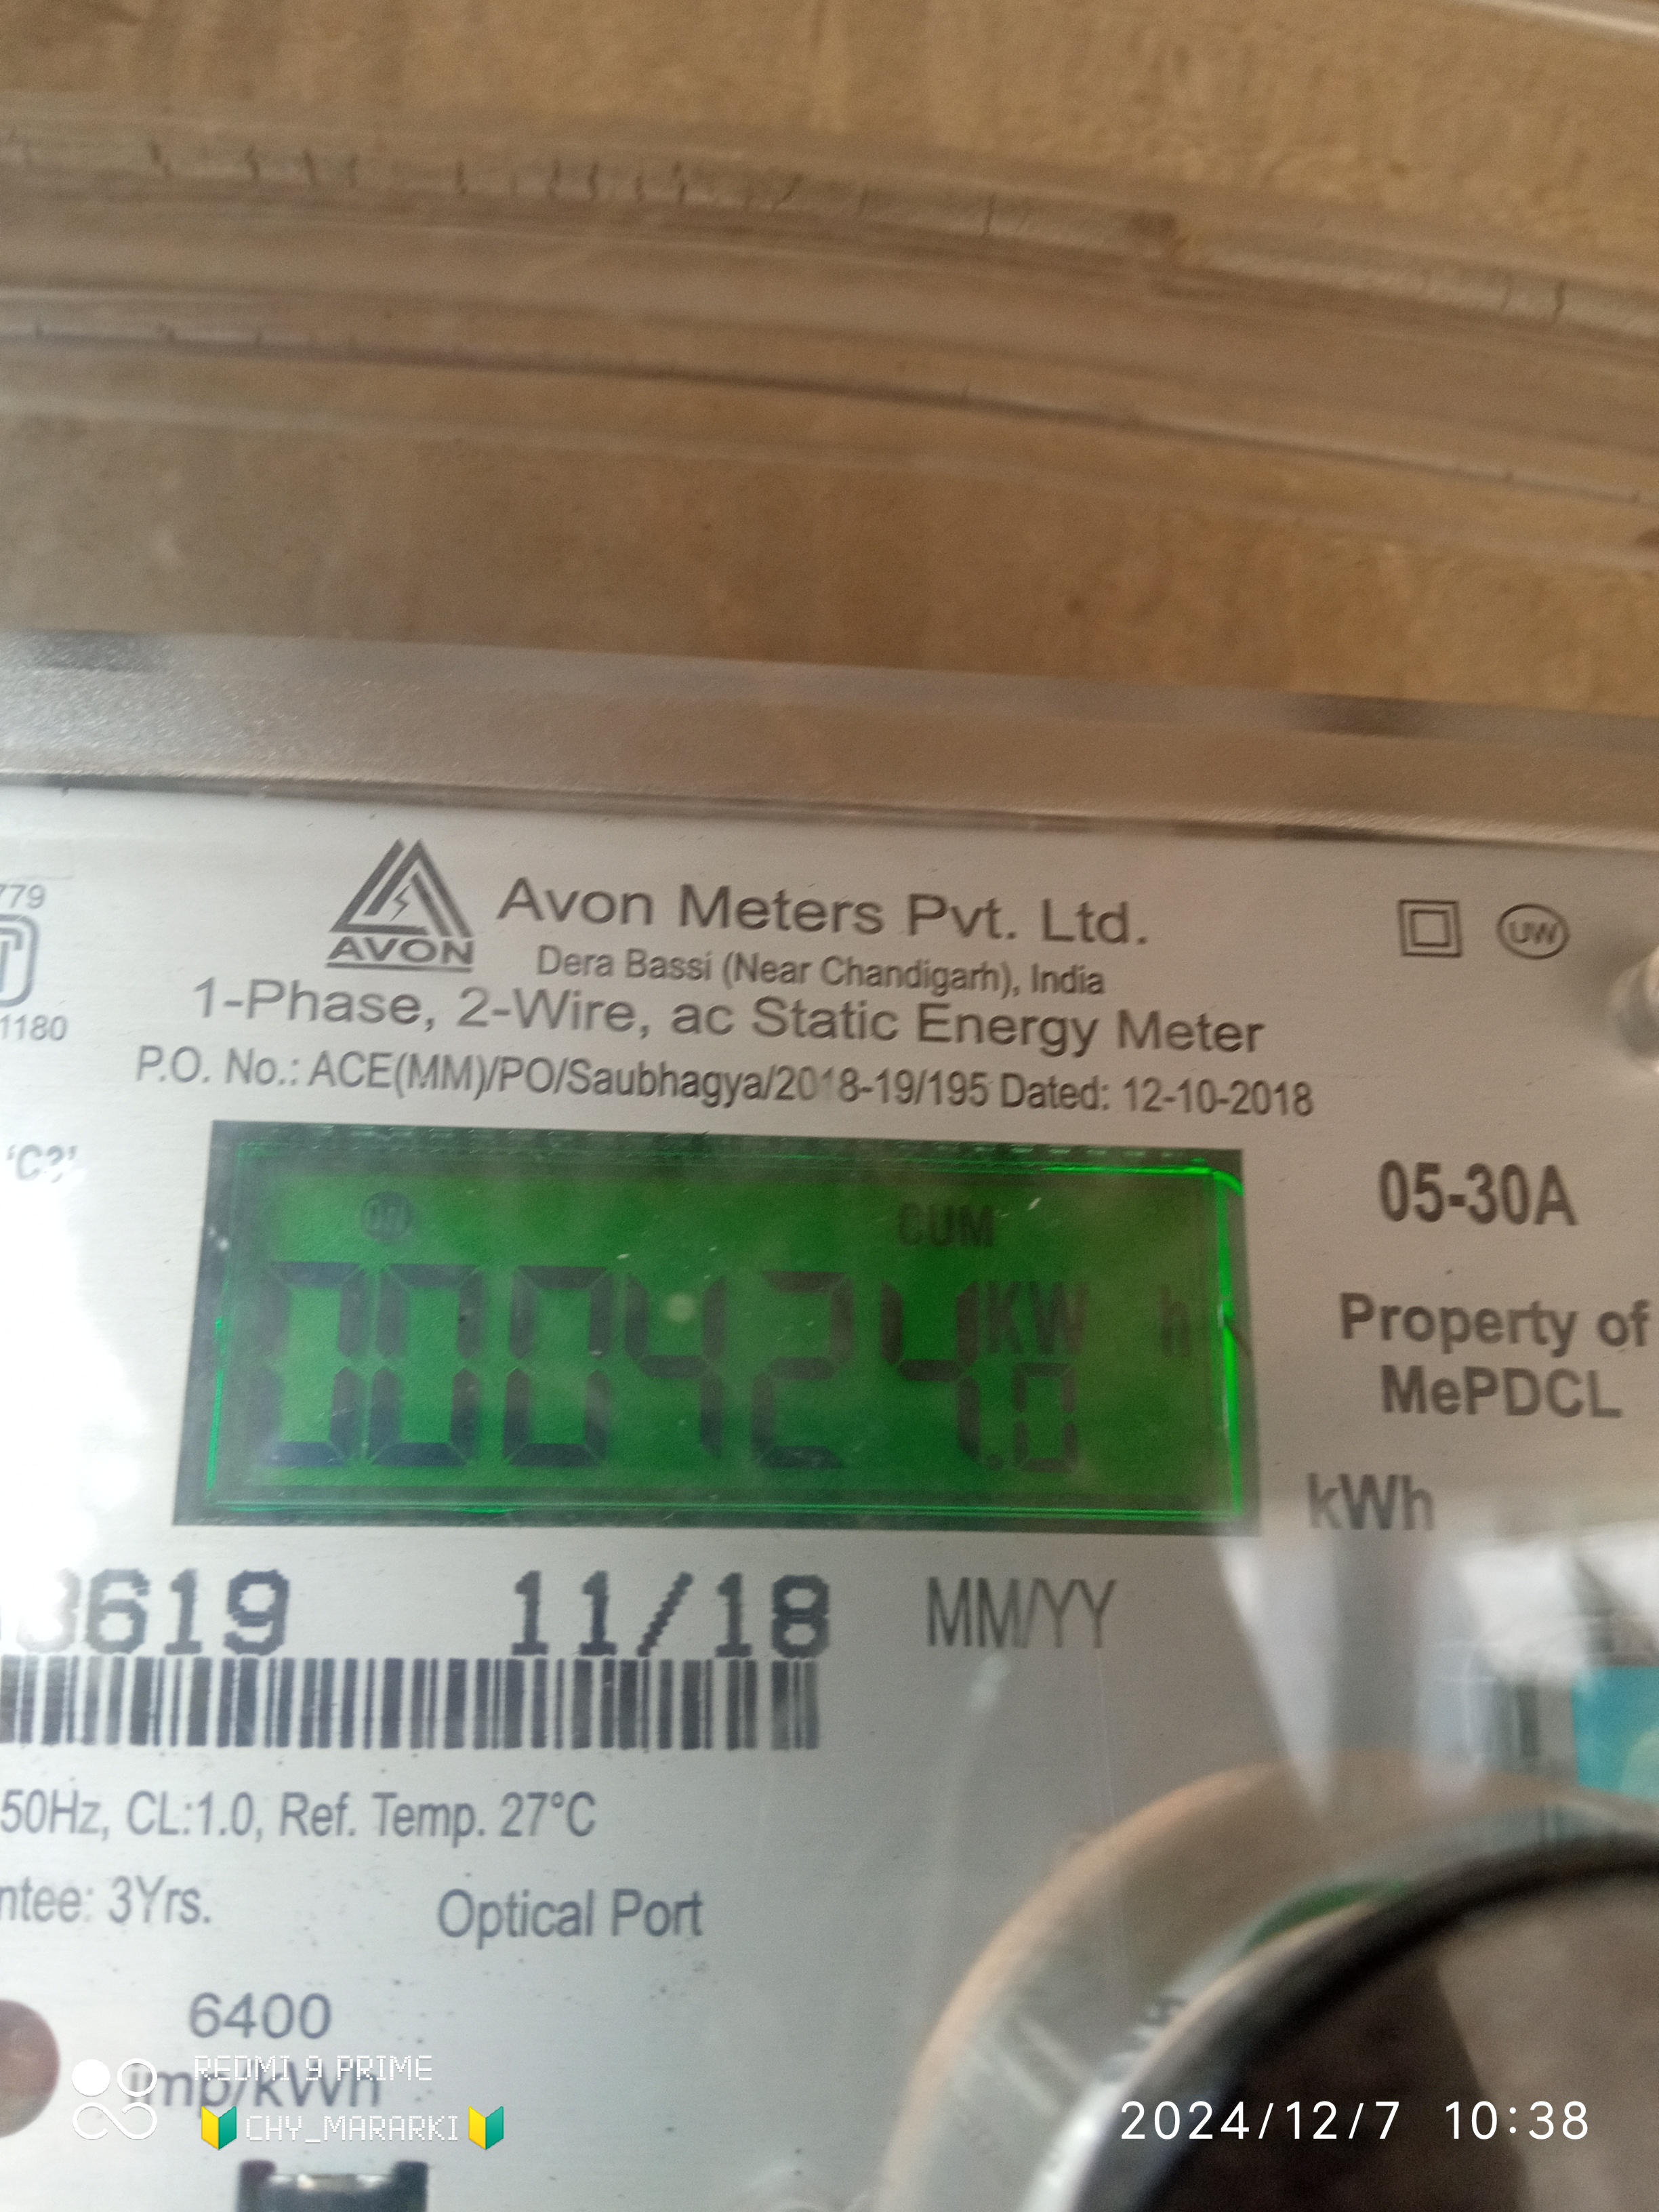 779
1180
AVON
Avon Meters Pvt. Ltd.
Dera Bassi (Near Chandigarh), India
1-Phase, 2-Wire, ac Static Energy Meter
P.O. No.: ACE(MM)/PO/Saubhagya/2018-19/195 Dated: 12-10-2018
UW
'C?'
CUM
000424.0 KW h
05-30A
Property of
MePDCL
kWh
3619 11/18 MM/YY
50Hz, CL:1.0, Ref. Temp. 27°C
ntee: 3Yrs.
Optical Port
6400
imp/kWh
REDMI 9 PRIME
CHY_MARARKI
2024/12/7 10:38